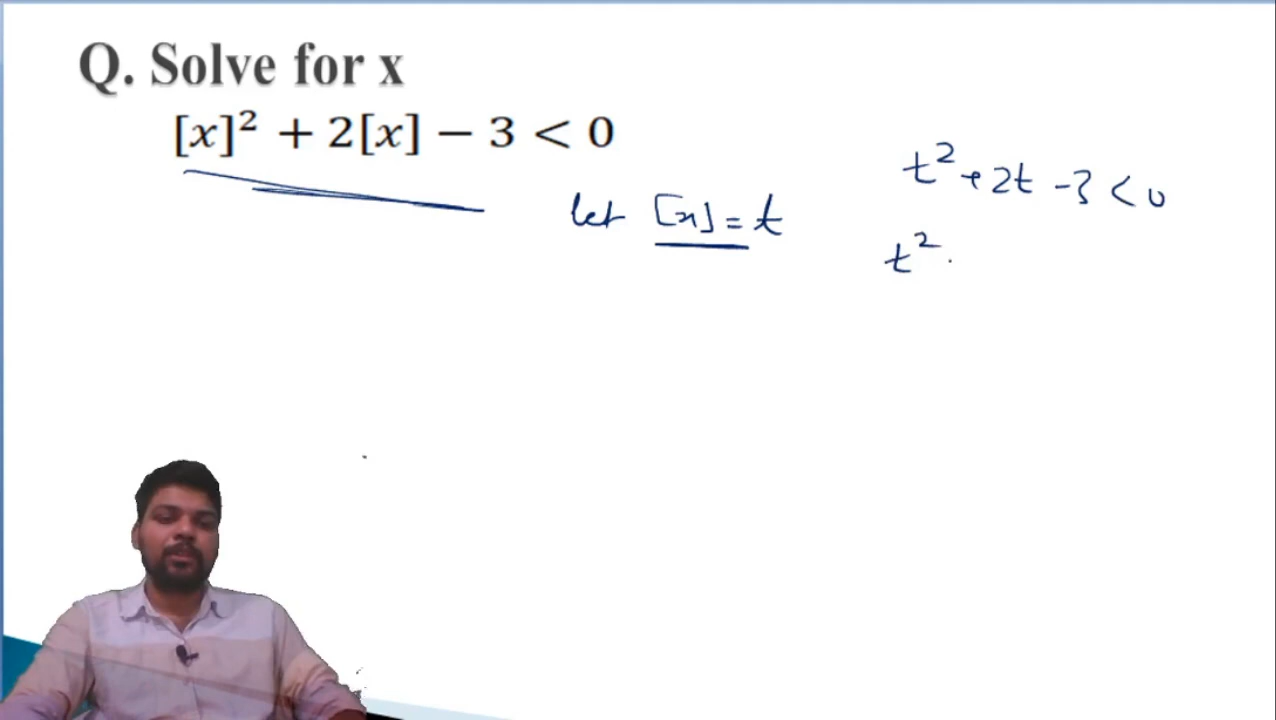 Q. Solve for x
[x]² + 2[x] − 3 < 0
let [x] = t
t² + 2t - 3 < 0
t²